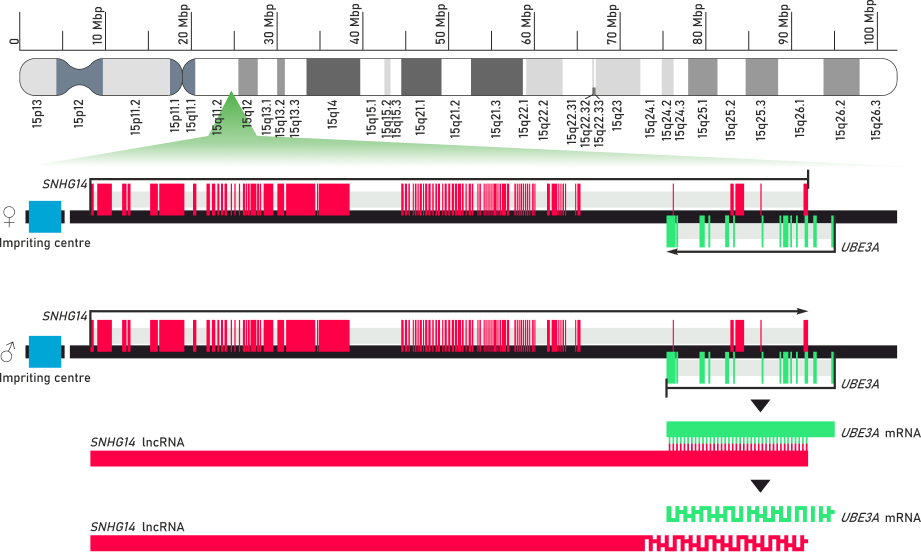 0
10 Mbp
20 Mbp
30 Mbp
40 Mbp
50 Mbp
60 Mbp
70 Mbp
80 Mbp
90 Mbp
100 Mbp
15p13
15p12
15p11.2
15p11.1
15q11.1
15q11.2
15q12
15q13.1
15q13.2
15q13.3
15q14
15q15.1
15q15.2
15q15.3
15q21.1
15q21.2
15q21.3
15q22.1
15q22.2
15q22.31
15q22.32
15q22.33
15q23
15q24.1
15q24.2
15q24.3
15q25.1
15q25.2
15q25.3
15q26.1
15q26.2
15q26.3
SNHG14
♀
Impriting centre
UBE3A
SNHG14
♂
Impriting centre
UBE3A
UBE3A mRNA
SNHG14 lncRNA
UBE3A mRNA
SNHG14 lncRNA